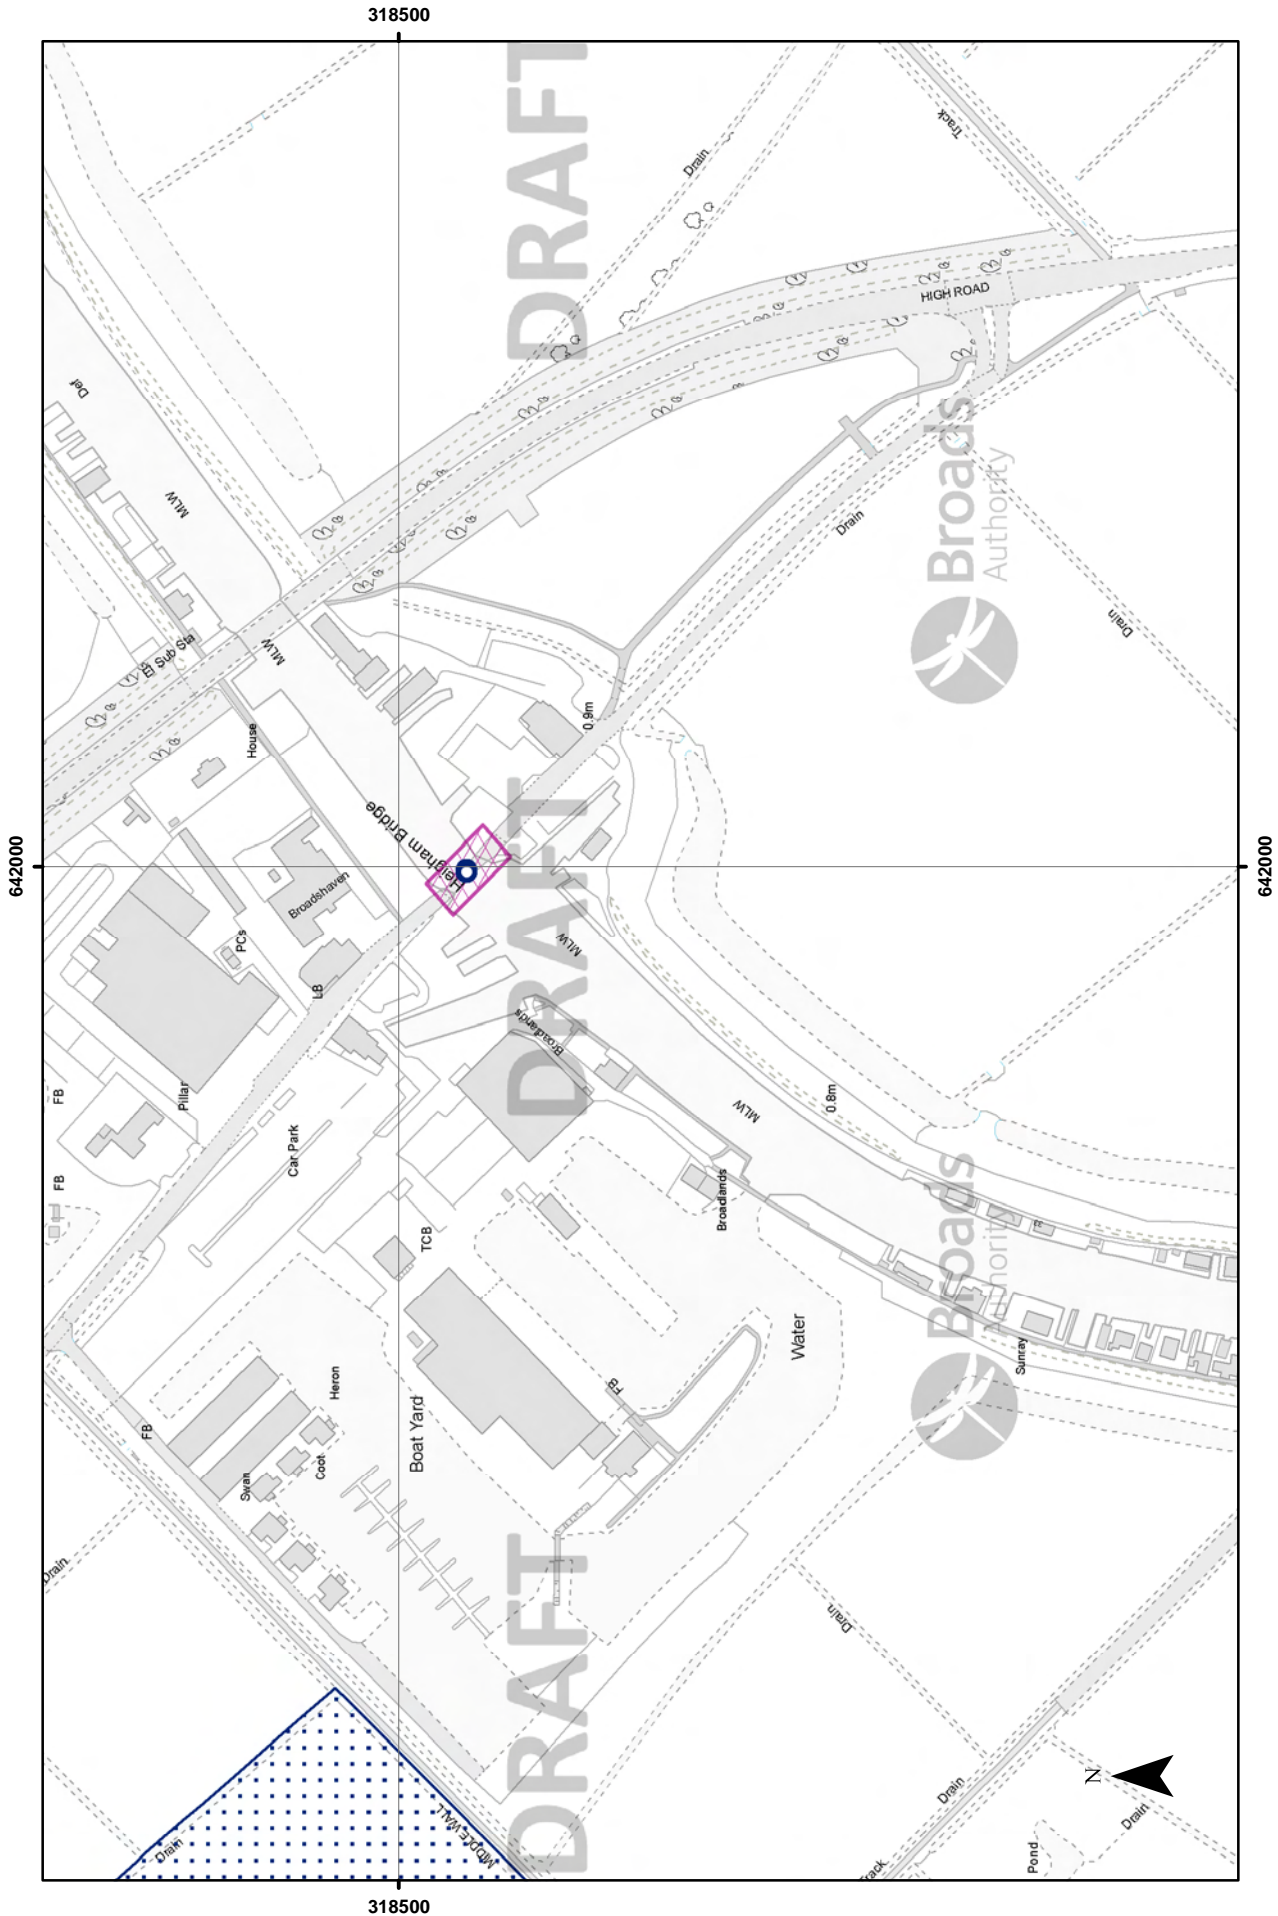 318500
DRAFT
Track
Drain
HIGH ROAD
Def
MLW
Broads
Authority
Drain
Drain
El Sub Sta
MLW
House
0.9m
DRAFT
Heigham Bridge
642000
642000
Broadshaven
PCs
MLW
LB
Broadlands
Pillar
FB
0.8m
MLW
Car Park
FB
Broadlands
TCB
Broads
Authority
Water
Sunray
Heron
FB
Boat Yard
FB
Coot
Swan
Drain
DRAFT
Drain
N
Drain
Drain
MIDDLE WALL
Drain
Pond
Track
318500